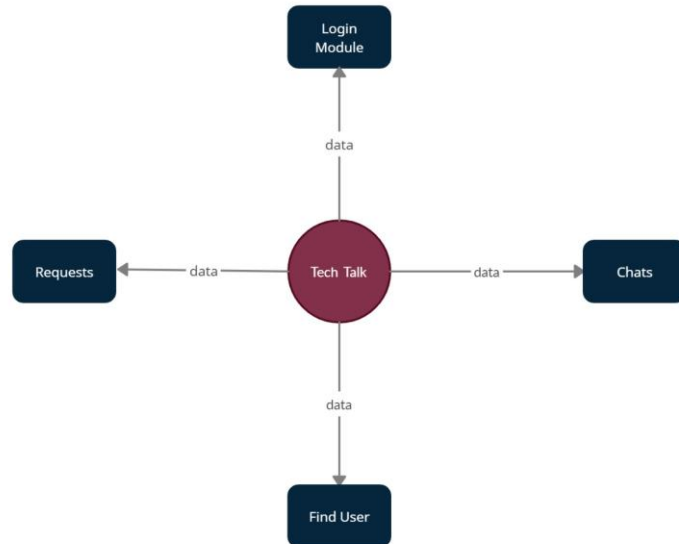 Login
Module
data
Requests
data
Tech Talk
data
Chats
data
Find User